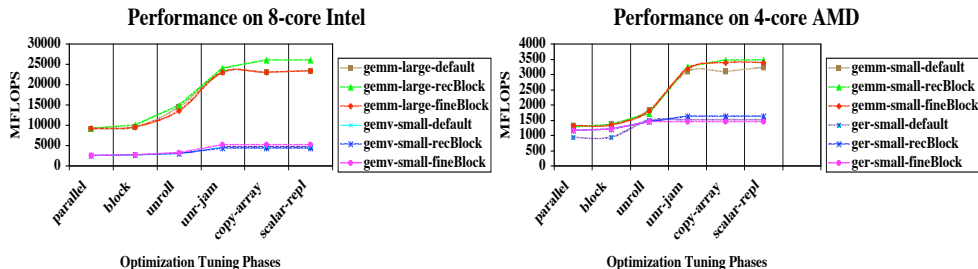 Performance on 8-core Intel
MFLOPS
30000
25000
20000
15000
10000
5000
0
parallel
block
unroll
unr-jam
copy-array
scalar-repl
Optimization Tuning Phases
gemm-large-default
gemm-large-recBlock
gemm-large-fineBlock
gemv-small-default
gemv-small-recBlock
gemv-small-fineBlock
Performance on 4-core AMD
MFLOPS
4000
3500
3000
2500
2000
1500
1000
500
0
parallel
block
unroll
unr-jam
copy-array
scalar-repl
Optimization Tuning Phases
gemm-small-default
gemm-small-recBlock
gemm-small-fineBlock
ger-small-default
ger-small-recBlock
ger-small-fineBlock